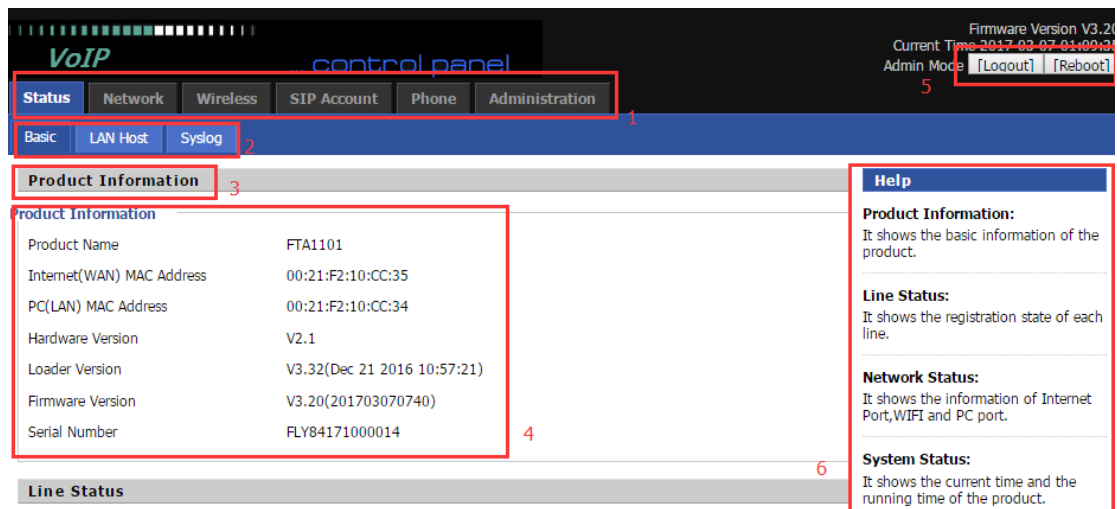 Firmware Version V3.20
Current Time 2017-03-07 01:09:35
VoIP
... control panel
Admin Mode [Logout] [Reboot]
5
Status Network Wireless SIP Account Phone Administration
1
Basic LAN Host Syslog
2
Product Information
3
Product Information
Product Name FTA1101
Internet(WAN) MAC Address 00:21:F2:10:CC:35
PC(LAN) MAC Address 00:21:F2:10:CC:34
Hardware Version V2.1
Loader Version V3.32(Dec 21 2016 10:57:21)
Firmware Version V3.20(201703070740)
Serial Number FLY84171000014
4
Line Status
6
Help
Product Information:
It shows the basic information of the
product.
Line Status:
It shows the registration state of each
line.
Network Status:
It shows the information of Internet
Port,WIFI and PC port.
System Status:
It shows the current time and the
running time of the product.